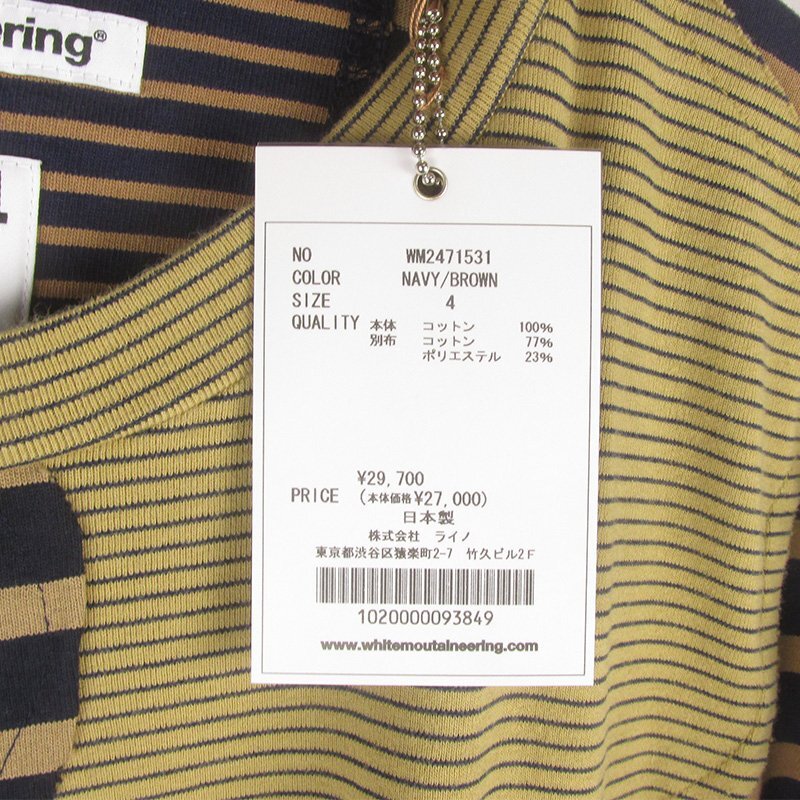 ering®
NO WM2471531
COLOR NAVY/BROWN
SIZE 4
QUALITY 本体 コットン 100%
別布 コットン 77%
ポリエステル 23%
¥29,700
PRICE (本体価格¥27,000)
日本製
株式会社 ライノ
東京都渋谷区猿楽町2-7 竹久ビル2F
1020000093849
www.whitemoutaineering.com